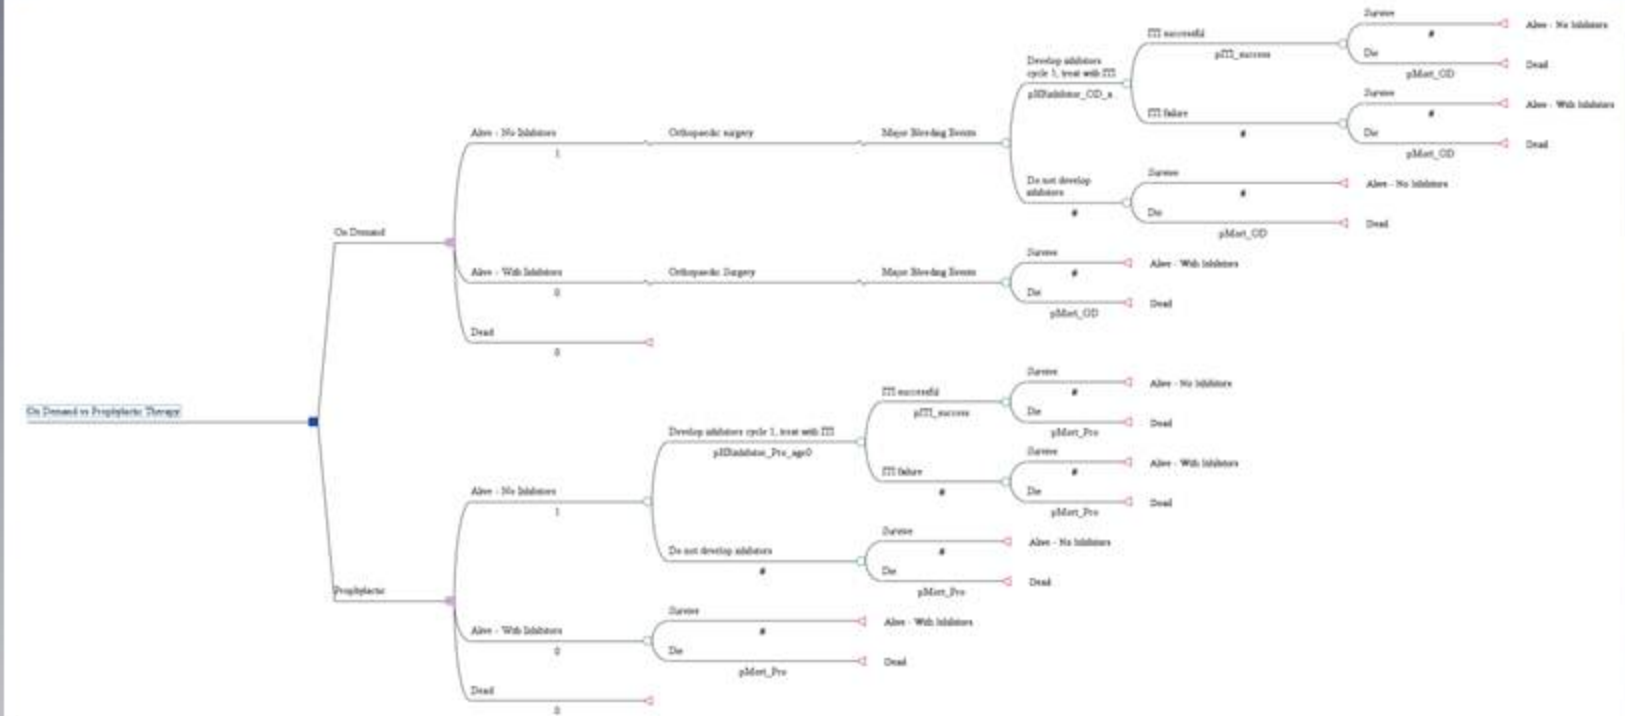 Survive
Alive - No Inhibitors
#
ITI successful
pITI_success
Die
Dead
pMort_OD
Develop inhibitors
cycle 1, treat with ITI
Survive
Alive - With Inhibitors
#
ITI failure
#
Die
Dead
pMort_OD
Alive - No Inhibitors
1
Orthopaedic surgery
Major Bleeding Events
Do not develop
inhibitors
#
Survive
Alive - No Inhibitors
#
Die
Dead
pMort_OD
On Demand
Alive - With Inhibitors
0
Orthopaedic Surgery
Major Bleeding Events
Survive
Alive - With Inhibitors
#
Die
Dead
pMort_OD
Dead
0
On Demand vs Prophylactic Therapy
Survive
Alive - No Inhibitors
#
ITI successful
pITI_success
Die
Dead
pMort_Pro
Develop inhibitors cycle 1, treat with ITI
Survive
Alive - With Inhibitors
#
ITI failure
#
Die
Dead
pMort_Pro
Alive - No Inhibitors
1
Do not develop inhibitors
#
Survive
Alive - No Inhibitors
#
Die
Dead
pMort_Pro
Prophylactic
Alive - With Inhibitors
0
Survive
Alive - With Inhibitors
#
Die
Dead
pMort_Pro
Dead
0